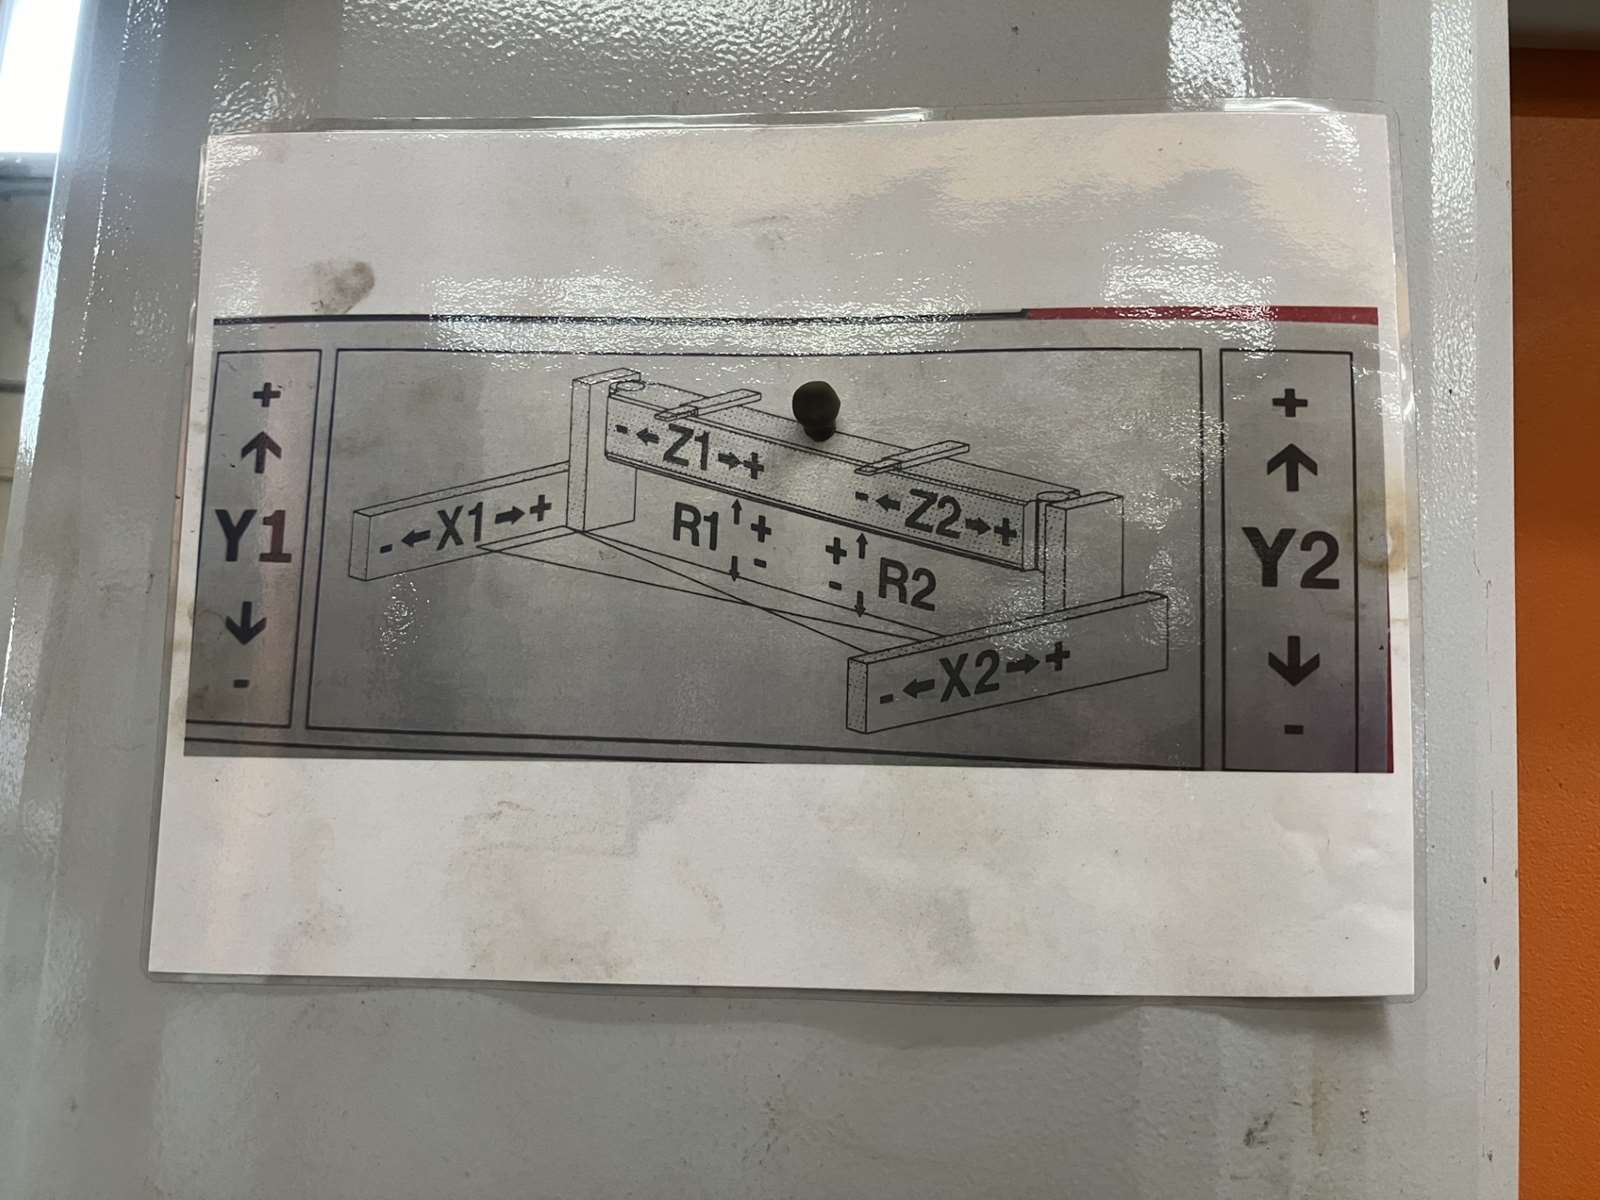 +
↑
Y1
↓
-
- ← Z1 → +
- ← Z2 → +
- ← X1 → +
R1 ↑ + ↓ -
+ ↑ - ↓ R2
- ← X2 → +
+
↑
Y2
↓
-